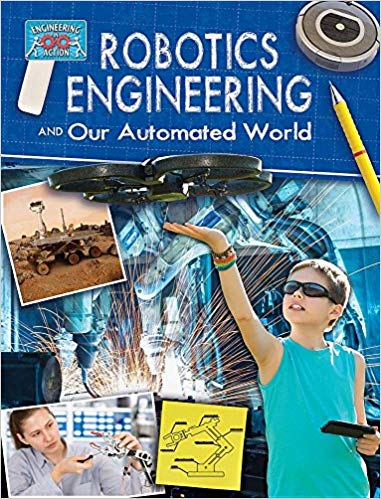 ENGINEERING
IN
ACTION
ROBOTICS
ENGINEERING
AND Our Automated World